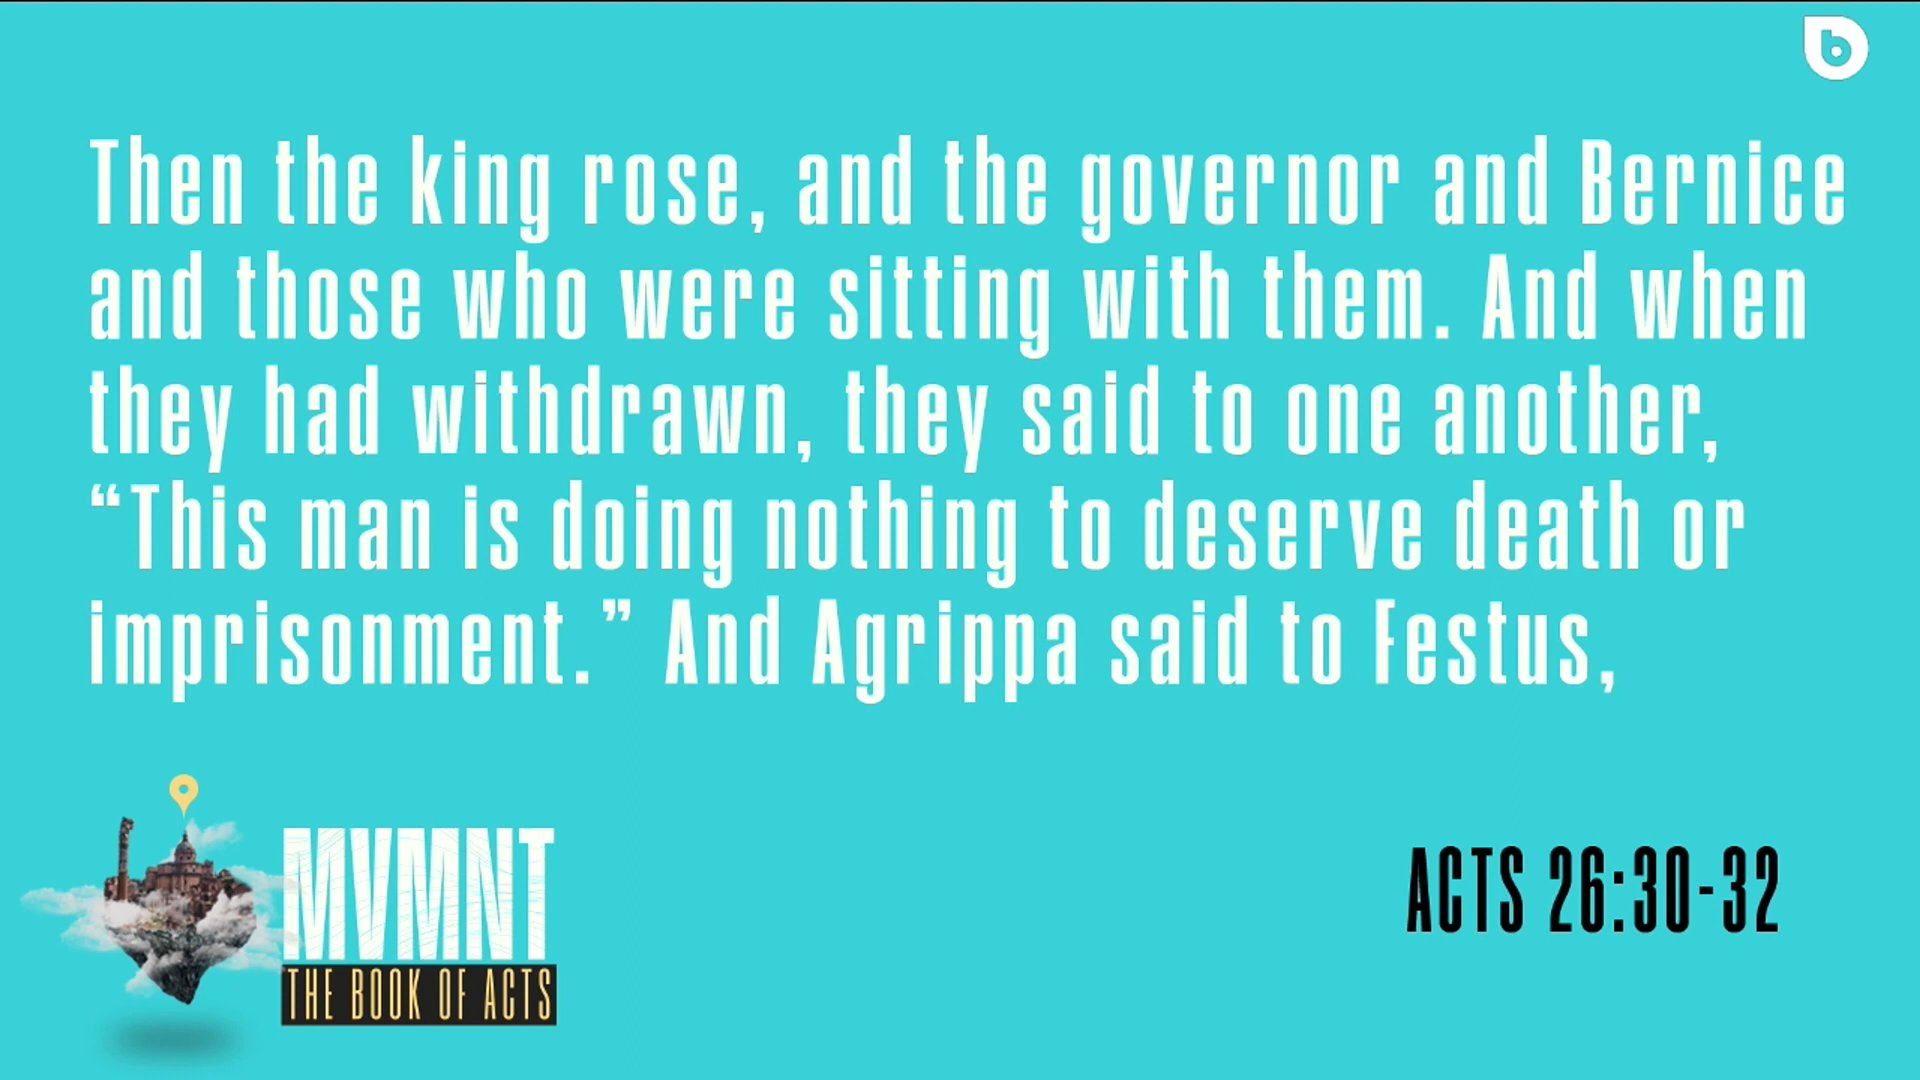 b
Then the king rose, and the governor and Bernice
and those who were sitting with them. And when
they had withdrawn, they said to one another,
“This man is doing nothing to deserve death or
imprisonment.” And Agrippa said to Festus,
MVMNT
THE BOOK OF ACTS
ACTS 26:30-32